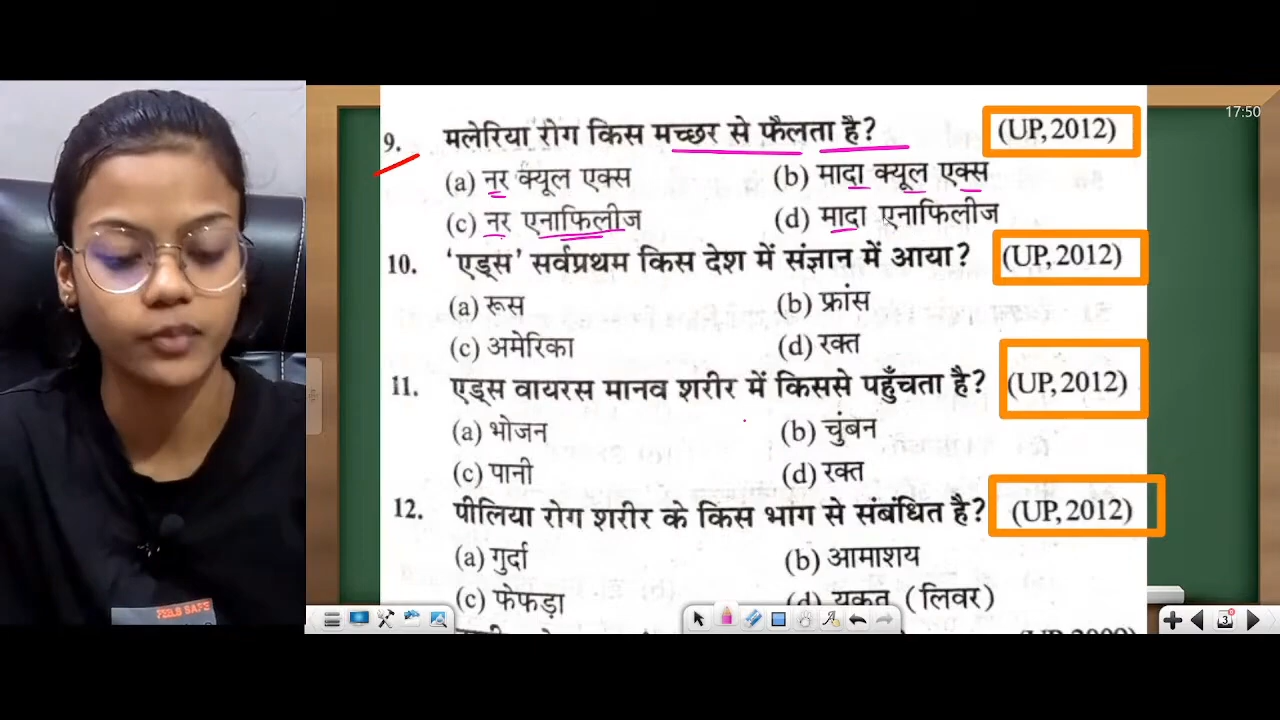 17:50
9. मलेरिया रोग किस मच्छर से फैलता है? (UP, 2012)
(a) नर क्यूल एक्स (b) मादा क्यूल एक्स
(c) नर एनाफिलीज (d) मादा एनाफिलीज
10. 'एड्स' सर्वप्रथम किस देश में संज्ञान में आया? (UP, 2012)
(a) रूस (b) फ्रांस
(c) अमेरिका (d) रक्त
11. एड्स वायरस मानव शरीर में किससे पहुँचता है? (UP, 2012)
(a) भोजन (b) चुंबन
(c) पानी (d) रक्त
12. पीलिया रोग शरीर के किस भांग से संबंधित है? (UP, 2012)
(a) गुर्दा (b) आमाशय
(c) फेफड़ा (d) यकृत (लिवर)
3